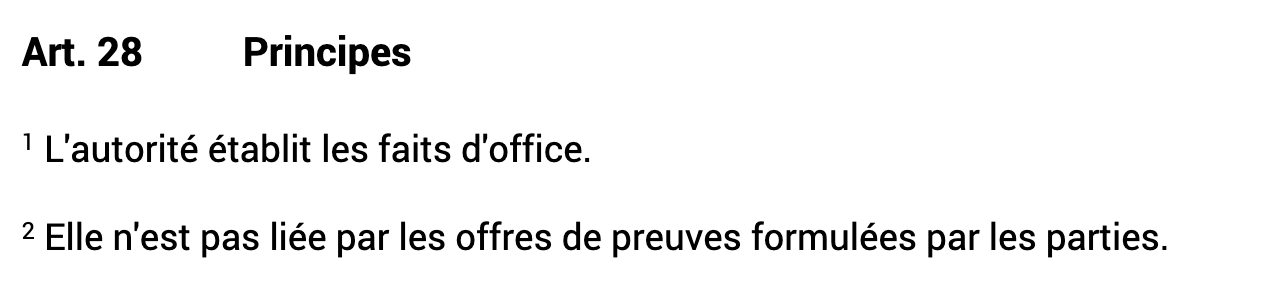 Art. 28 Principes
¹ L'autorité établit les faits d'office.
² Elle n'est pas liée par les offres de preuves formulées par les parties.